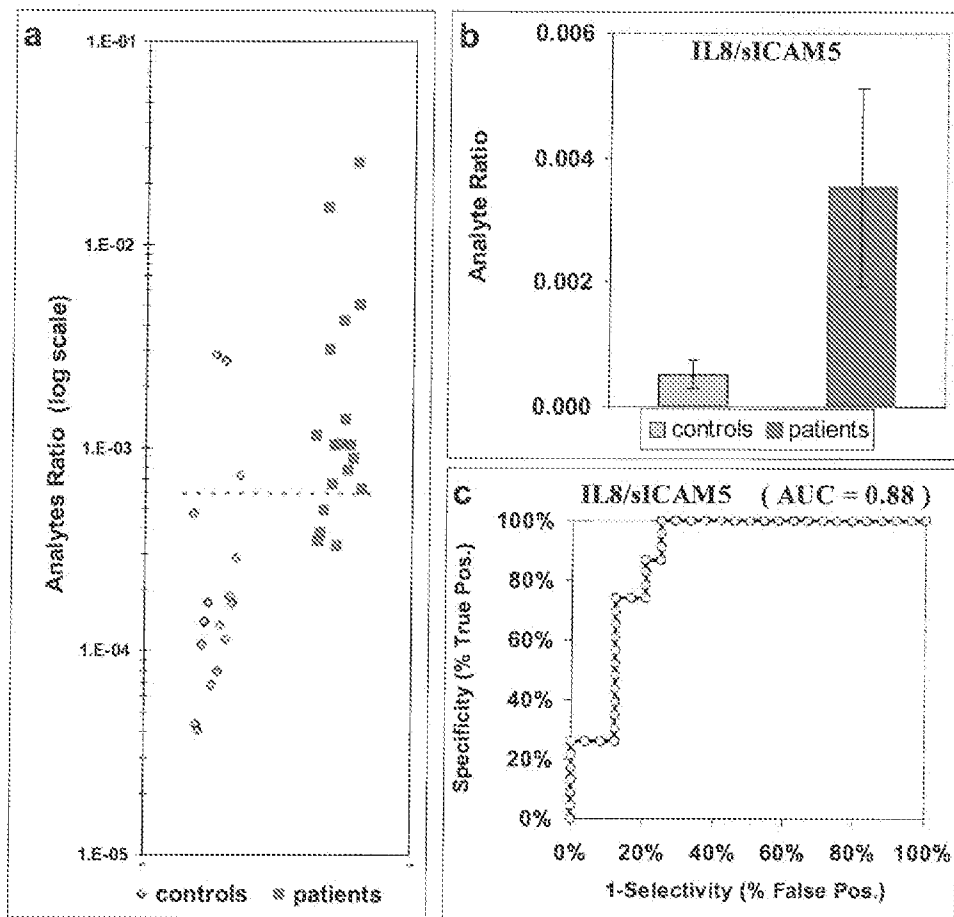 a
1.E-01
1.E-02
1.E-03
1.E-04
1.E-05
Analytes Ratio (log scale)
controls patients
b
0.006
0.004
0.002
0.000
Analyte Ratio
IL8/sICAM5
controls patients
c
IL8/sICAM5 ( AUC = 0.88 )
100%
80%
60%
40%
20%
0%
Specificity (% True Pos.)
0% 20% 40% 60% 80% 100%
1-Selectivity (% False Pos.)